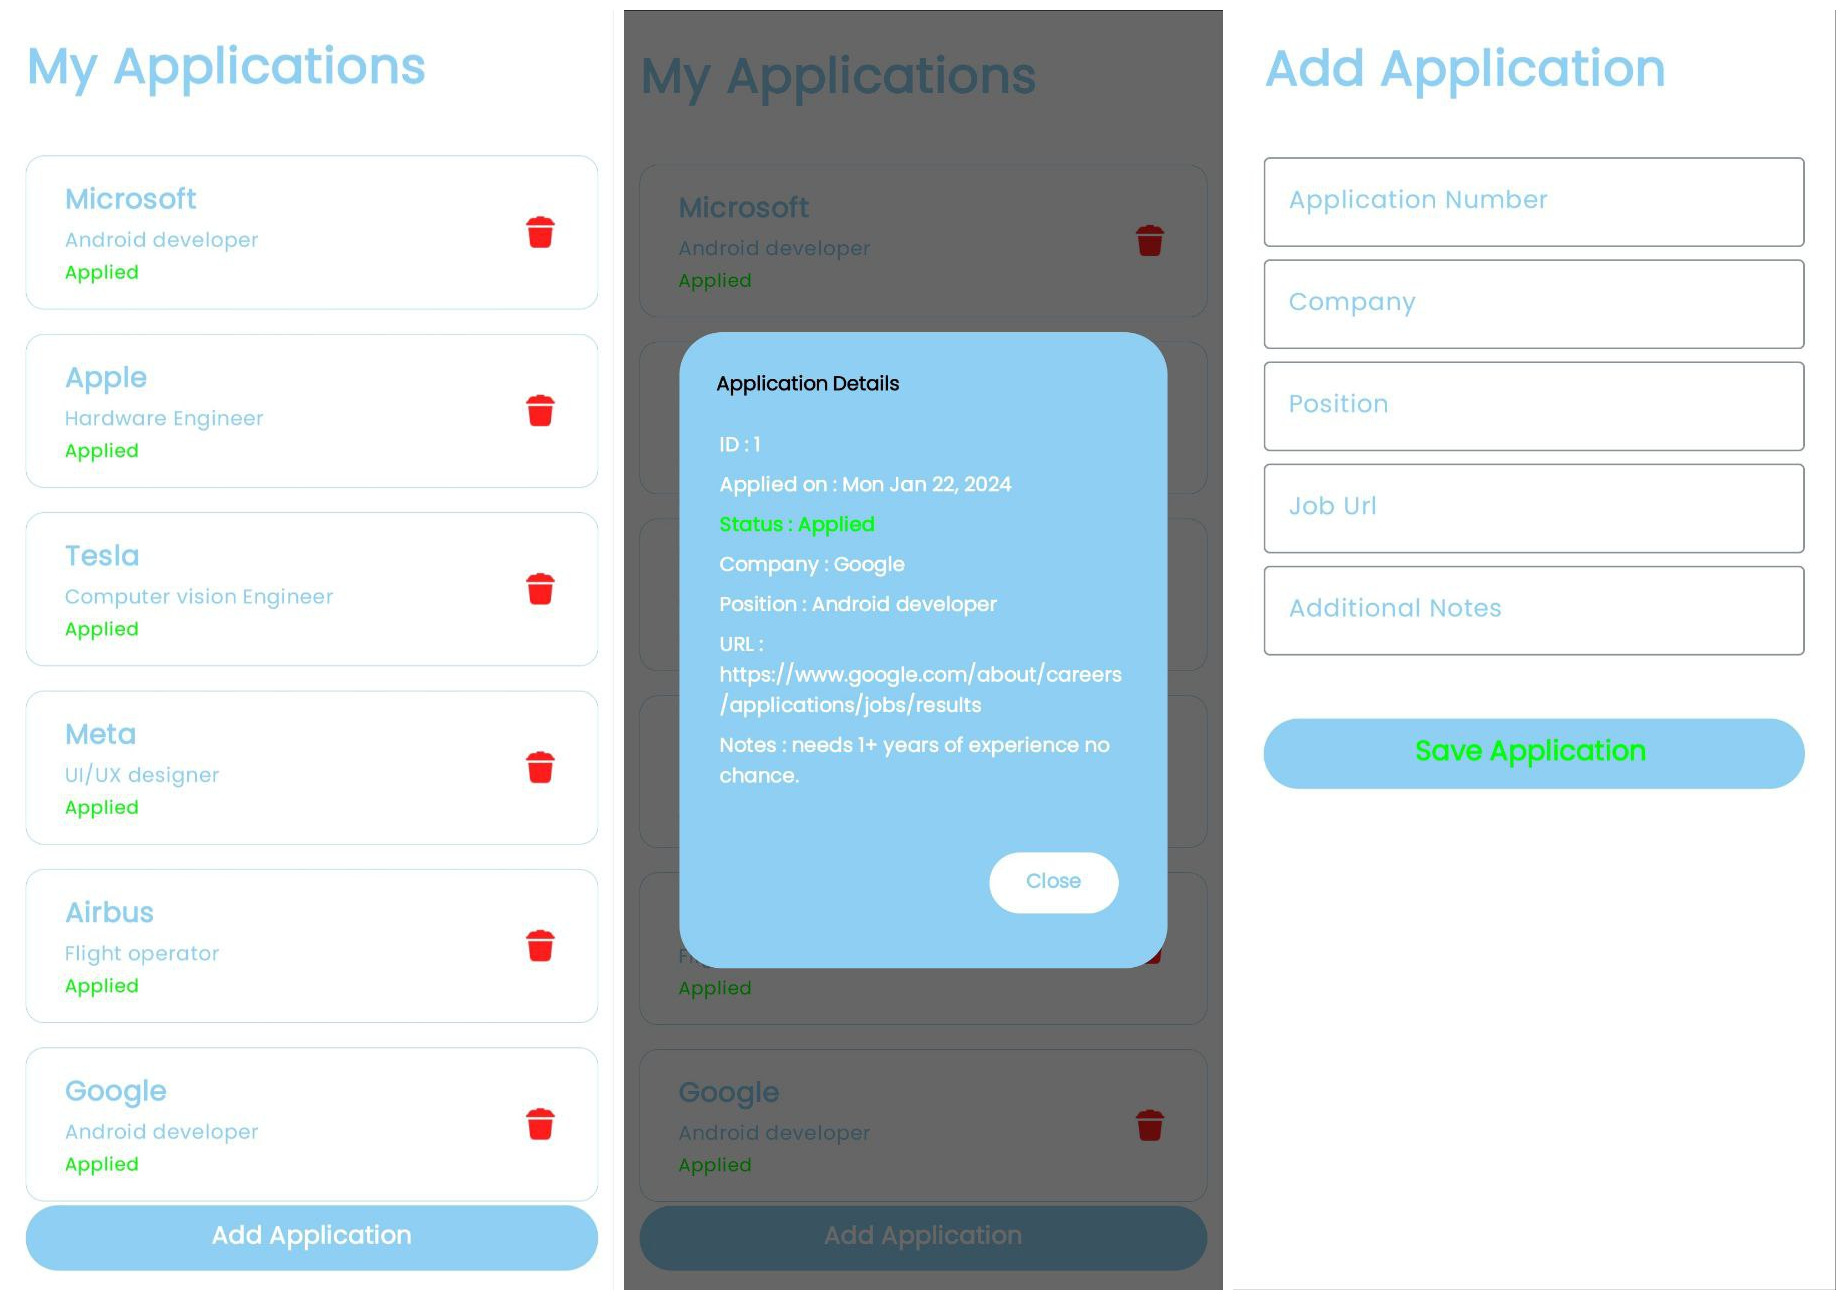 My Applications
Microsoft
Android developer
Applied
Apple
Hardware Engineer
Applied
Tesla
Computer vision Engineer
Applied
Meta
UI/UX designer
Applied
Airbus
Flight operator
Applied
Google
Android developer
Applied
Add Application
My Applications
Microsoft
Android developer
Applied
Application Details
ID : 1
Applied on : Mon Jan 22, 2024
Status : Applied
Company : Google
Position : Android developer
URL :
https://www.google.com/about/careers
/applications/jobs/results
Notes : needs 1+ years of experience no
chance.
Close
Applied
Google
Android developer
Applied
Add Application
Add Application
Application Number
Company
Position
Job Url
Additional Notes
Save Application